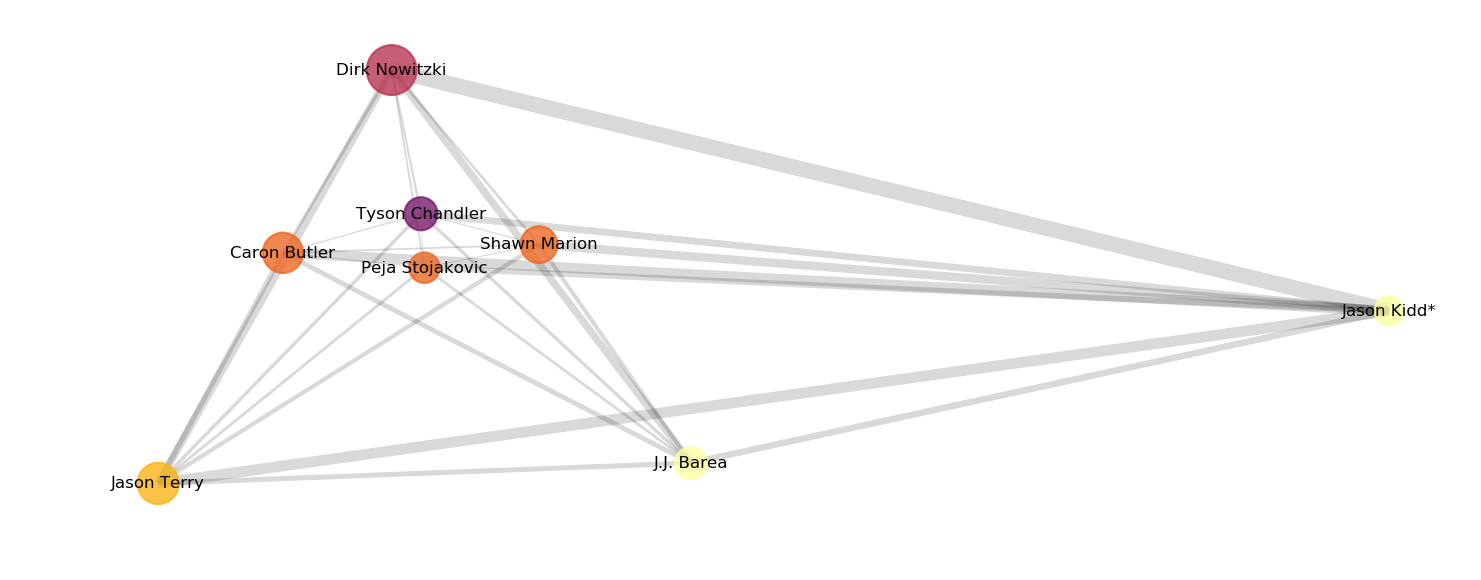 Dirk Nowitzki
Tyson Chandler
Shawn Marion
Caron Butler
Peja Stojakovic
Jason Kidd*
J.J. Barea
Jason Terry